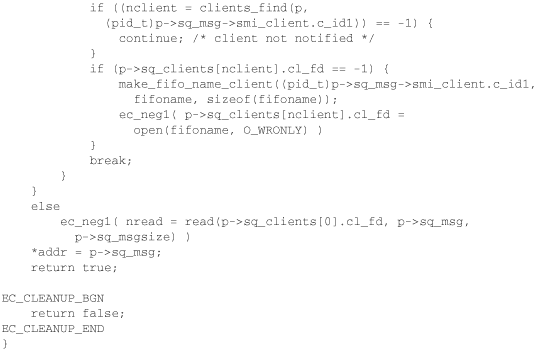 if ((nclient = clients_find(p,
(pid_t)p->sq_msg->smi_client.c_id1)) == -1) {
continue; /* client not notified */
}
if (p->sq_clients[nclient].cl_fd == -1) {
make_fifo_name_client((pid_t)p->sq_msg->smi_client.c_id1,
fifoname, sizeof(fifoname));
ec_neg1( p->sq_clients[nclient].cl_fd =
open(fifoname, O_WRONLY) )
}
break;
}
}
else
ec_neg1( nread = read(p->sq_clients[0].cl_fd, p->sq_msg,
p->sq_msgsize) )
*addr = p->sq_msg;
return true;
EC_CLEANUP_BGN
return false;
EC_CLEANUP_END
}